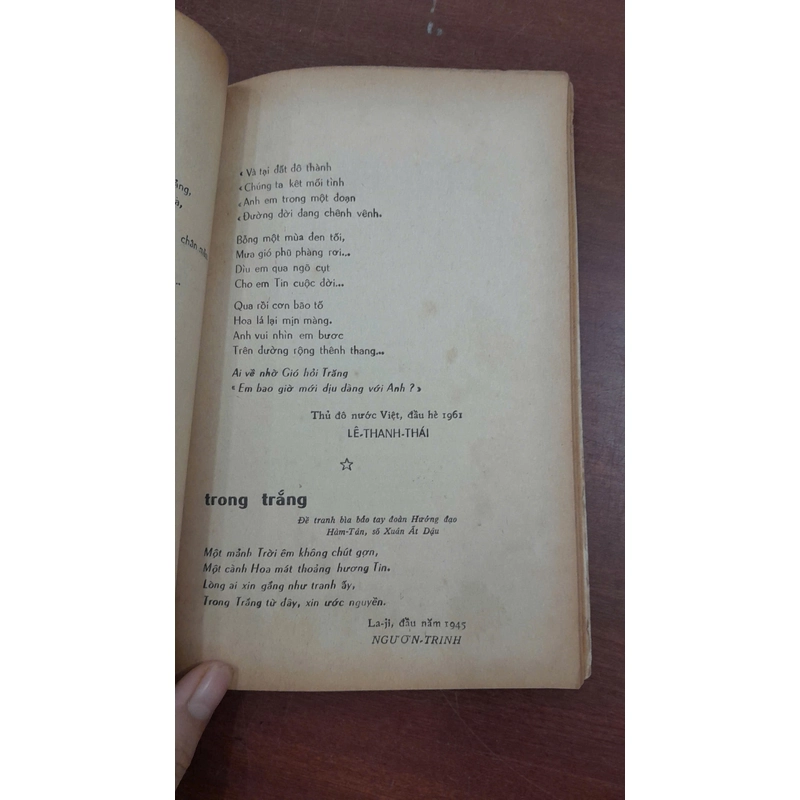 ăng,
a,
chán nản
...
« Và tại đất đô thành
« Chúng ta kêt mối tình
« Anh em trong một đoạn
« Đường đời đang chênh vênh.
Bỗng một mùa đen tối,
Mưa gió phũ phàng rơi...
Dìu em qua ngõ cụt
Cho em Tin cuộc đời...
Qua rồi cơn bão tố
Hoa lá lại mịn màng.
Anh vui nhìn em bước
Trên đường rộng thênh thang...
Ai về nhờ Gió hỏi Trăng
« Em bao giờ mới dịu dàng với Anh ? »
Thủ đô nước Việt, đầu hè 1961
LÊ-THANH-THÁI
trong trắng
Đề tranh bìa báo tay đoàn Hướng đạo
Hàm-Tân, số Xuân Ất Dậu
Một mảnh Trời êm không chút gợn,
Một cành Hoa mát thoảng hương Tin.
Lòng ai xin gắng như tranh ấy,
Trong Trắng từ đây, xin ước nguyền.
La-ji, đầu năm 1945
NGƯƠN-TRINH